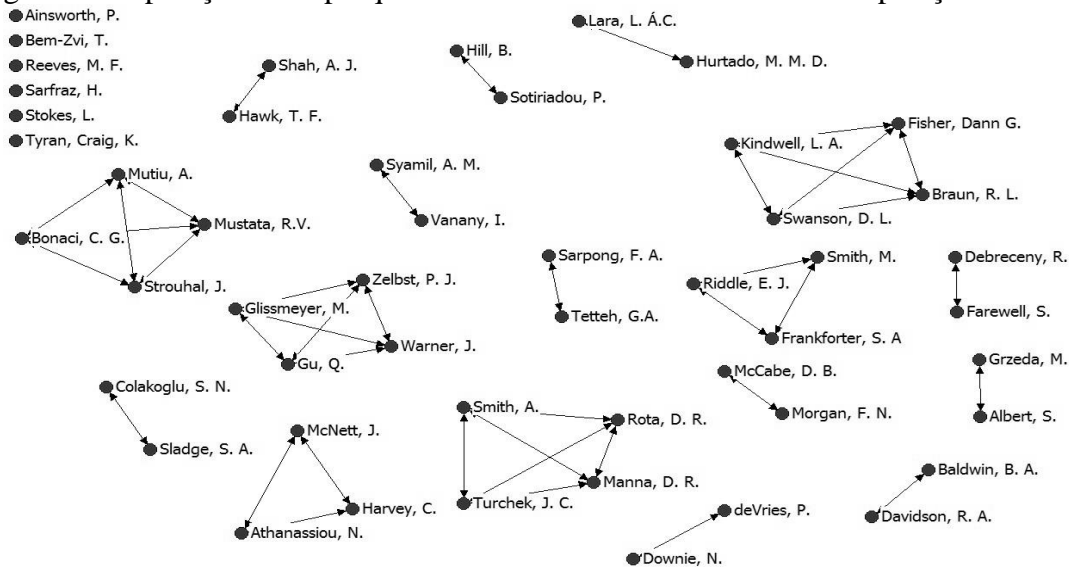 Ainsworth, P.
Bem-Zvi, T.
Reeves, M. F.
Sarfraz, H.
Stokes, L.
Tyran, Craig, K.
Shah, A. J.
Hawk, T. F.
Hill, B.
Sotiriadou, P.
Lara, L. Á.C.
Hurtado, M. M. D.
Fisher, Dann G.
Kindwell, L. A.
Braun, R. L.
Swanson, D. L.
Mutiu, A.
Mustata, R.V.
Bonaci, C. G.
Strouhal, J.
Syamil, A. M.
Vanany, I.
Zelbst, P. J.
Glissmeyer, M.
Warner, J.
Gu, Q.
Sarpong, F. A.
Tetteh, G.A.
Smith, M.
Riddle, E. J.
Frankforter, S. A
Debreceny, R.
Farewell, S.
McCabe, D. B.
Morgan, F. N.
Grzeda, M.
Albert, S.
Colakoglu, S. N.
Sladge, S. A.
McNett, J.
Harvey, C.
Athanassiou, N.
Smith, A.
Rota, D. R.
Manna, D. R.
Turchek, J. C.
deVries, P.
Downie, N.
Baldwin, B. A.
Davidson, R. A.